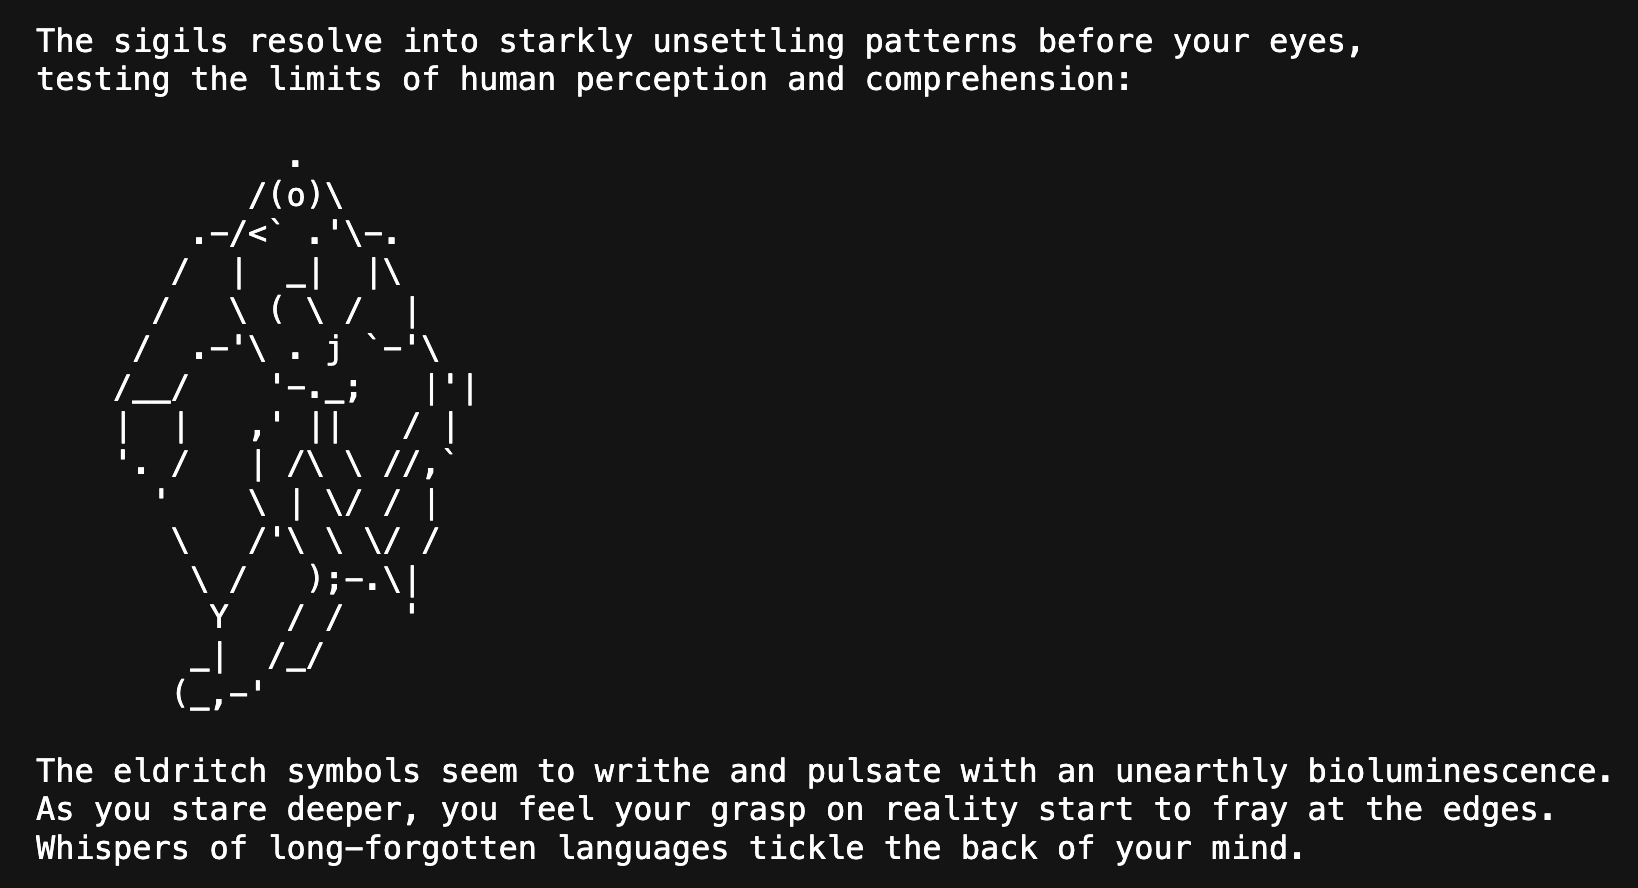 The sigils resolve into starkly unsettling patterns before your eyes,
testing the limits of human perception and comprehension:

             .
           /(o)\
        .-/<` .'\-.
       /  |  _|  |\
      /   \ ( \ /  |
     /  .-'\ . j `-'\
    /__/    '-._;   |'|
    |  |   ,' ||   / |
    '. /   | /\ \ //,`
      '    \ | \/ / |
       \   /'\ \ \/ /
        \ /   );-.\|
         Y   / /   '
        _|  /_/
       (_,-'

The eldritch symbols seem to writhe and pulsate with an unearthly bioluminescence.
As you stare deeper, you feel your grasp on reality start to fray at the edges.
Whispers of long-forgotten languages tickle the back of your mind.